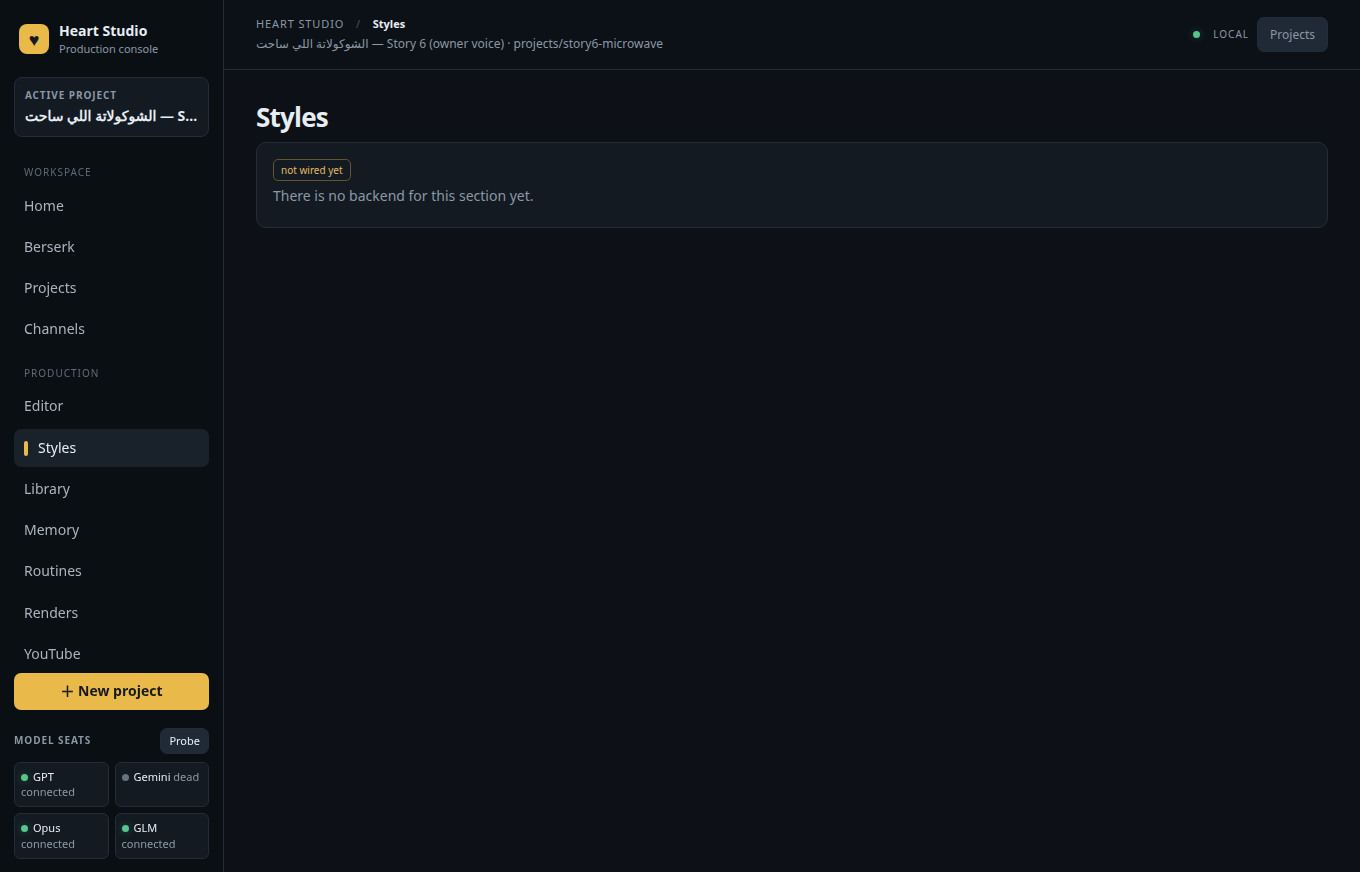 ♥
Heart Studio
Production console
ACTIVE PROJECT
الشوكولاتة اللي ساحت — S...
WORKSPACE
Home
Berserk
Projects
Channels
PRODUCTION
Editor
Styles
Library
Memory
Routines
Renders
YouTube
+ New project
MODEL SEATS
Probe
GPT
connected
Gemini dead
Opus
connected
GLM
connected
HEART STUDIO / Styles
الشوكولاتة اللي ساحت — Story 6 (owner voice) · projects/story6-microwave
LOCAL
Projects
Styles
not wired yet
There is no backend for this section yet.